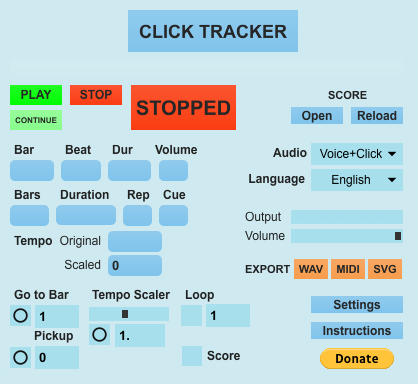 CLICK TRACKER
PLAY STOP
CONTINUE
STOPPED
SCORE
Open Reload
Bar Beat Dur Volume
Audio Voice+Click
Language English
Bars Duration Rep Cue
Output
Volume
Tempo Original
Scaled 0
EXPORT WAV MIDI SVG
Go to Bar Tempo Scaler Loop
1 1
Pickup 1.
0
Score
Settings
Instructions
Donate